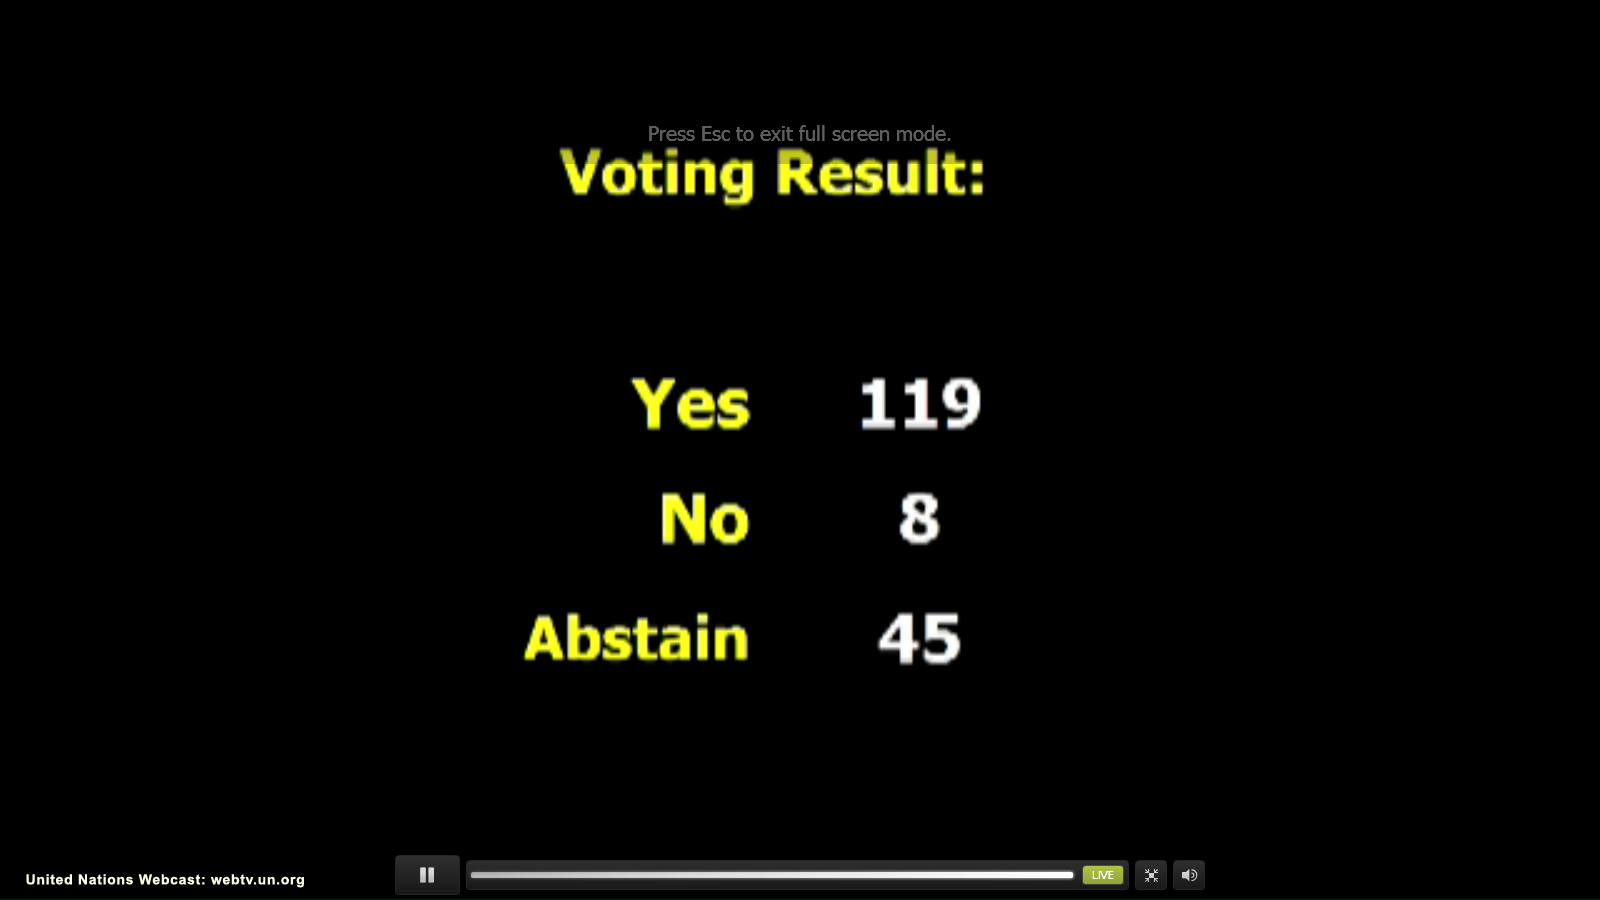 Press Esc to exit full screen mode.
Voting Result:
Yes 119
No 8
Abstain 45
United Nations Webcast: webtv.un.org
LIVE